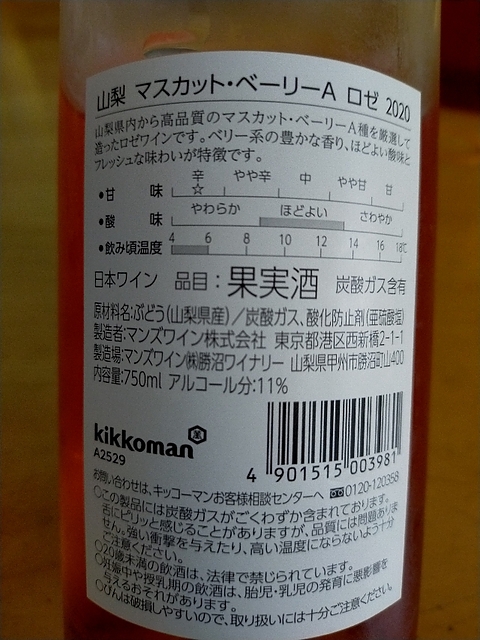 山梨 マスカット・ベーリーA ロゼ 2020
山梨県内から高品質のマスカット・ベーリーA種を厳選して
造ったロゼワインです。ベリー系の豊かな香り、ほどよい酸味と
フレッシュな味わいが特徴です。
辛 やや辛 中 やや甘 甘
・甘 味 ☆
・酸 味 やわらか ほどよい さわやか
・飲み頃温度 4 6 8 10 12 14 16 18℃
日本ワイン 品目:果実酒 炭酸ガス含有
原材料名:ぶどう(山梨県産)/炭酸ガス、酸化防止剤(亜硫酸塩)
製造者:マンズワイン株式会社 東京都港区西新橋2-1-1
製造場:マンズワイン㈱勝沼ワイナリー 山梨県甲州市勝沼町山400
内容量:750ml アルコール分:11%
kikkoman
A2529
4 901515 003981
お問い合わせは、キッコーマンお客様相談センターへ 0120-120358
○この製品には炭酸ガスがごくわずか含まれております。
舌にピリッと感じることがありますが、品質には問題ありま
せん。強い衝撃を与えたり、高い温度にならないよう十分
ご注意ください。
○20歳未満の飲酒は、法律で禁じられています。
○妊娠中や授乳期の飲酒は、胎児・乳児の発育に悪影響を
与えるおそれがあります。
○びんは破損しやすいので、取り扱いには十分ご注意ください。